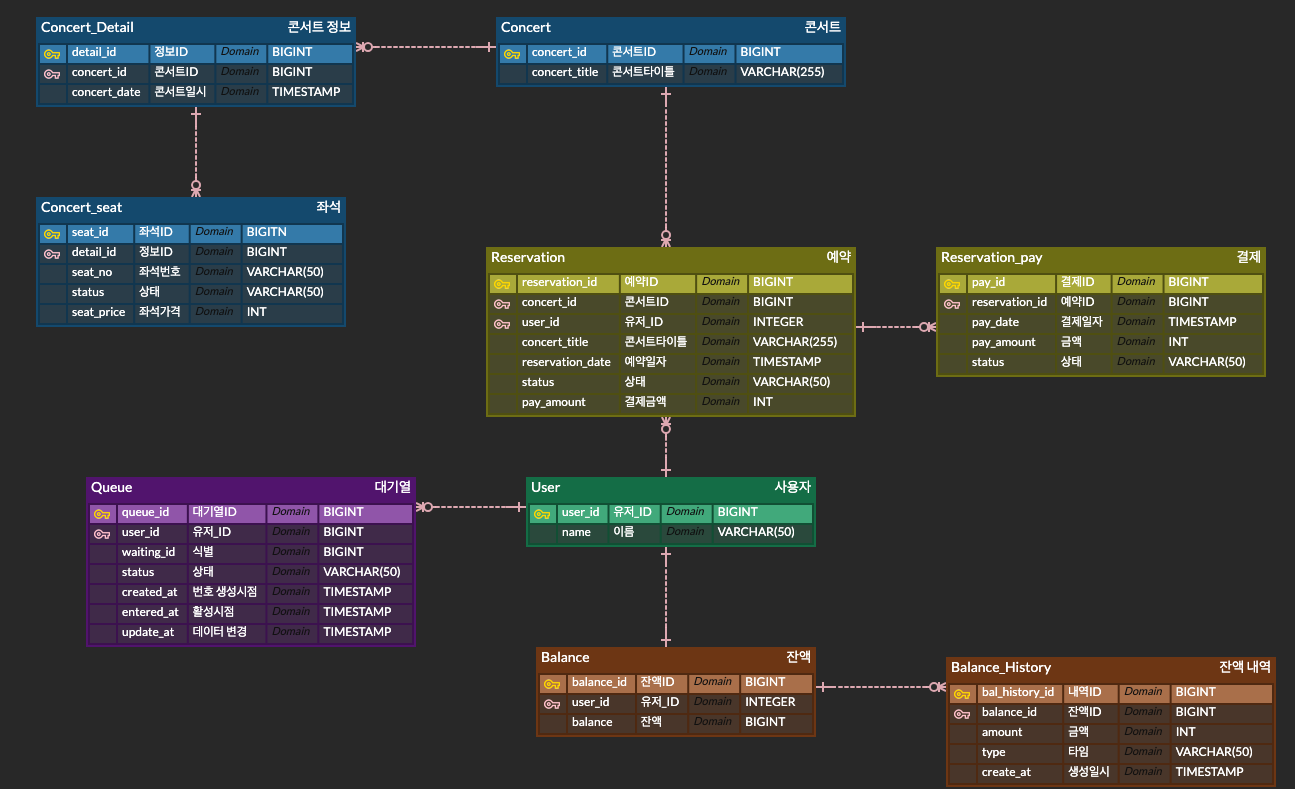 Concert_Detail 콘서트 정보
detail_id 정보ID Domain BIGINT
concert_id 콘서트ID Domain BIGINT
concert_date 콘서트일시 Domain TIMESTAMP
Concert 콘서트
concert_id 콘서트ID Domain BIGINT
concert_title 콘서트타이틀 Domain VARCHAR(255)
Concert_seat 좌석
seat_id 좌석ID Domain BIGITN
detail_id 정보ID Domain BIGINT
seat_no 좌석번호 Domain VARCHAR(50)
status 상태 Domain VARCHAR(50)
seat_price 좌석가격 Domain INT
Reservation 예약
reservation_id 예약ID Domain BIGINT
concert_id 콘서트ID Domain BIGINT
user_id 유저_ID Domain INTEGER
concert_title 콘서트타이틀 Domain VARCHAR(255)
reservation_date 예약일자 Domain TIMESTAMP
status 상태 Domain VARCHAR(50)
pay_amount 결제금액 Domain INT
Reservation_pay 결제
pay_id 결제ID Domain BIGINT
reservation_id 예약ID Domain BIGINT
pay_date 결제일자 Domain TIMESTAMP
pay_amount 금액 Domain INT
status 상태 Domain VARCHAR(50)
Queue 대기열
queue_id 대기열ID Domain BIGINT
user_id 유저_ID Domain BIGINT
waiting_id 식별 Domain BIGINT
status 상태 Domain VARCHAR(50)
created_at 번호 생성시점 Domain TIMESTAMP
entered_at 활성시점 Domain TIMESTAMP
update_at 데이터 변경 Domain TIMESTAMP
User 사용자
user_id 유저_ID Domain BIGINT
name 이름 Domain VARCHAR(50)
Balance 잔액
balance_id 잔액ID Domain BIGINT
user_id 유저_ID Domain INTEGER
balance 잔액 Domain BIGINT
Balance_History 잔액 내역
bal_history_id 내역ID Domain BIGINT
balance_id 잔액ID Domain BIGINT
amount 금액 Domain INT
type 타임 Domain VARCHAR(50)
create_at 생성일시 Domain TIMESTAMP